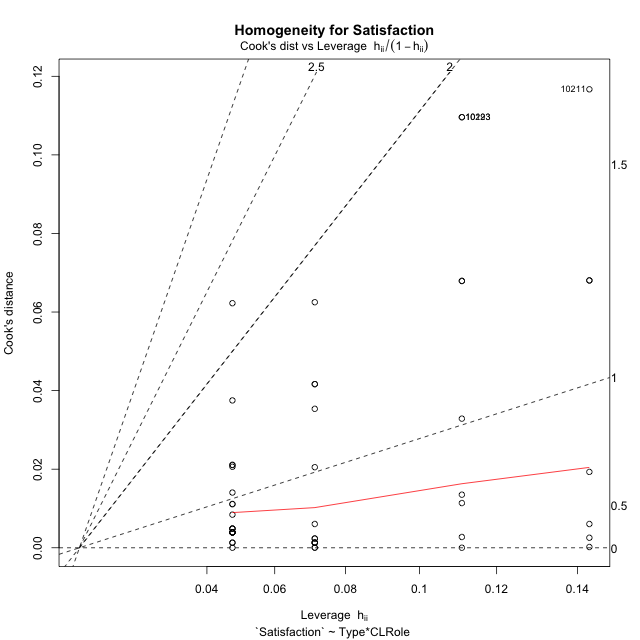 Homogeneity for Satisfaction
Cook's dist vs Leverage hii/(1 − hii)
2.5
2
0.12
10211
1.5
0.10
0.08
0.06
Cook's distance
0.04
1
0.02
0.5
0.00
0
0.04 0.06 0.08 0.1 0.12 0.14
Leverage hii
`Satisfaction` ~ Type*CLRole